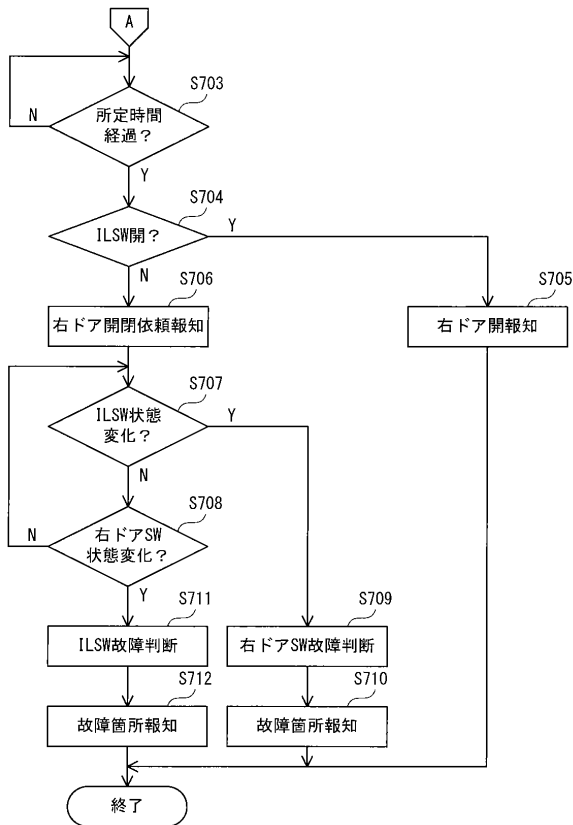 A
S703
所定時間
経過？
N
Y
S704
ILSW開？
Y
N
S706
右ドア開閉依頼報知
S705
右ドア開報知
S707
ILSW状態
変化？
Y
N
S708
右ドアSW
状態変化？
N
Y
S711
ILSW故障判断
S709
右ドアSW故障判断
S712
故障箇所報知
S710
故障箇所報知
終了